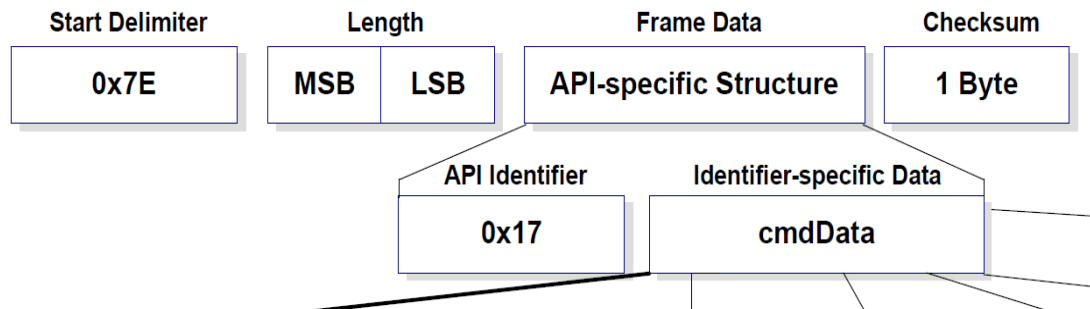 Start Delimiter Length Frame Data Checksum
0x7E MSB LSB API-specific Structure 1 Byte
API Identifier Identifier-specific Data
0x17 cmdData